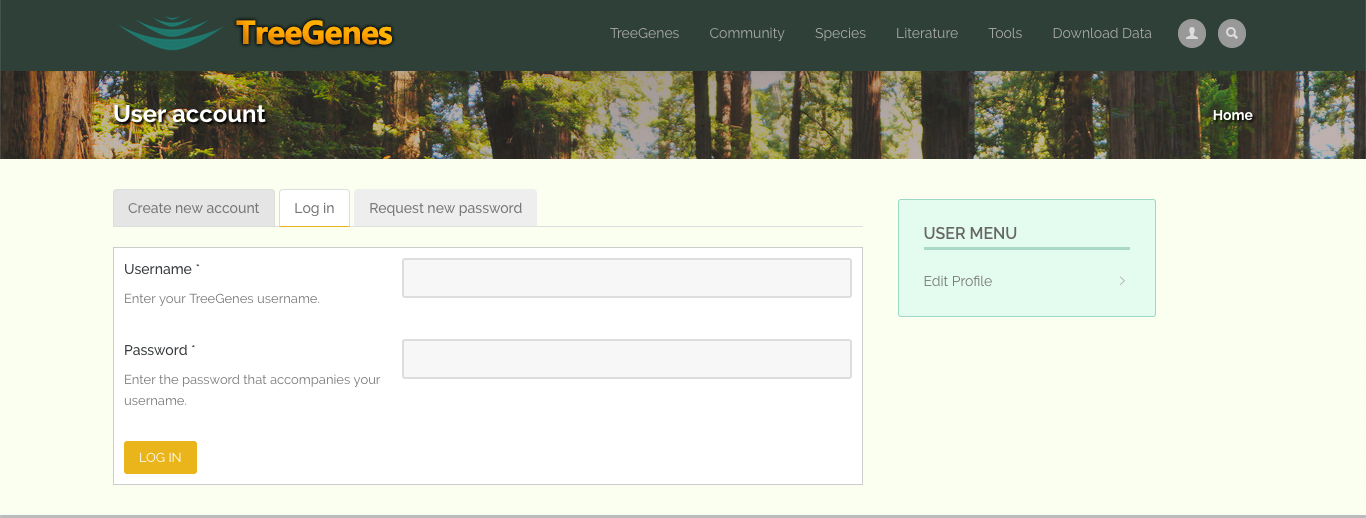 TreeGenes
TreeGenes Community Species Literature Tools Download Data
User account
Home
Create new account Log in Request new password
Username *
Enter your TreeGenes username.
Password *
Enter the password that accompanies your
username.
LOG IN
USER MENU
Edit Profile